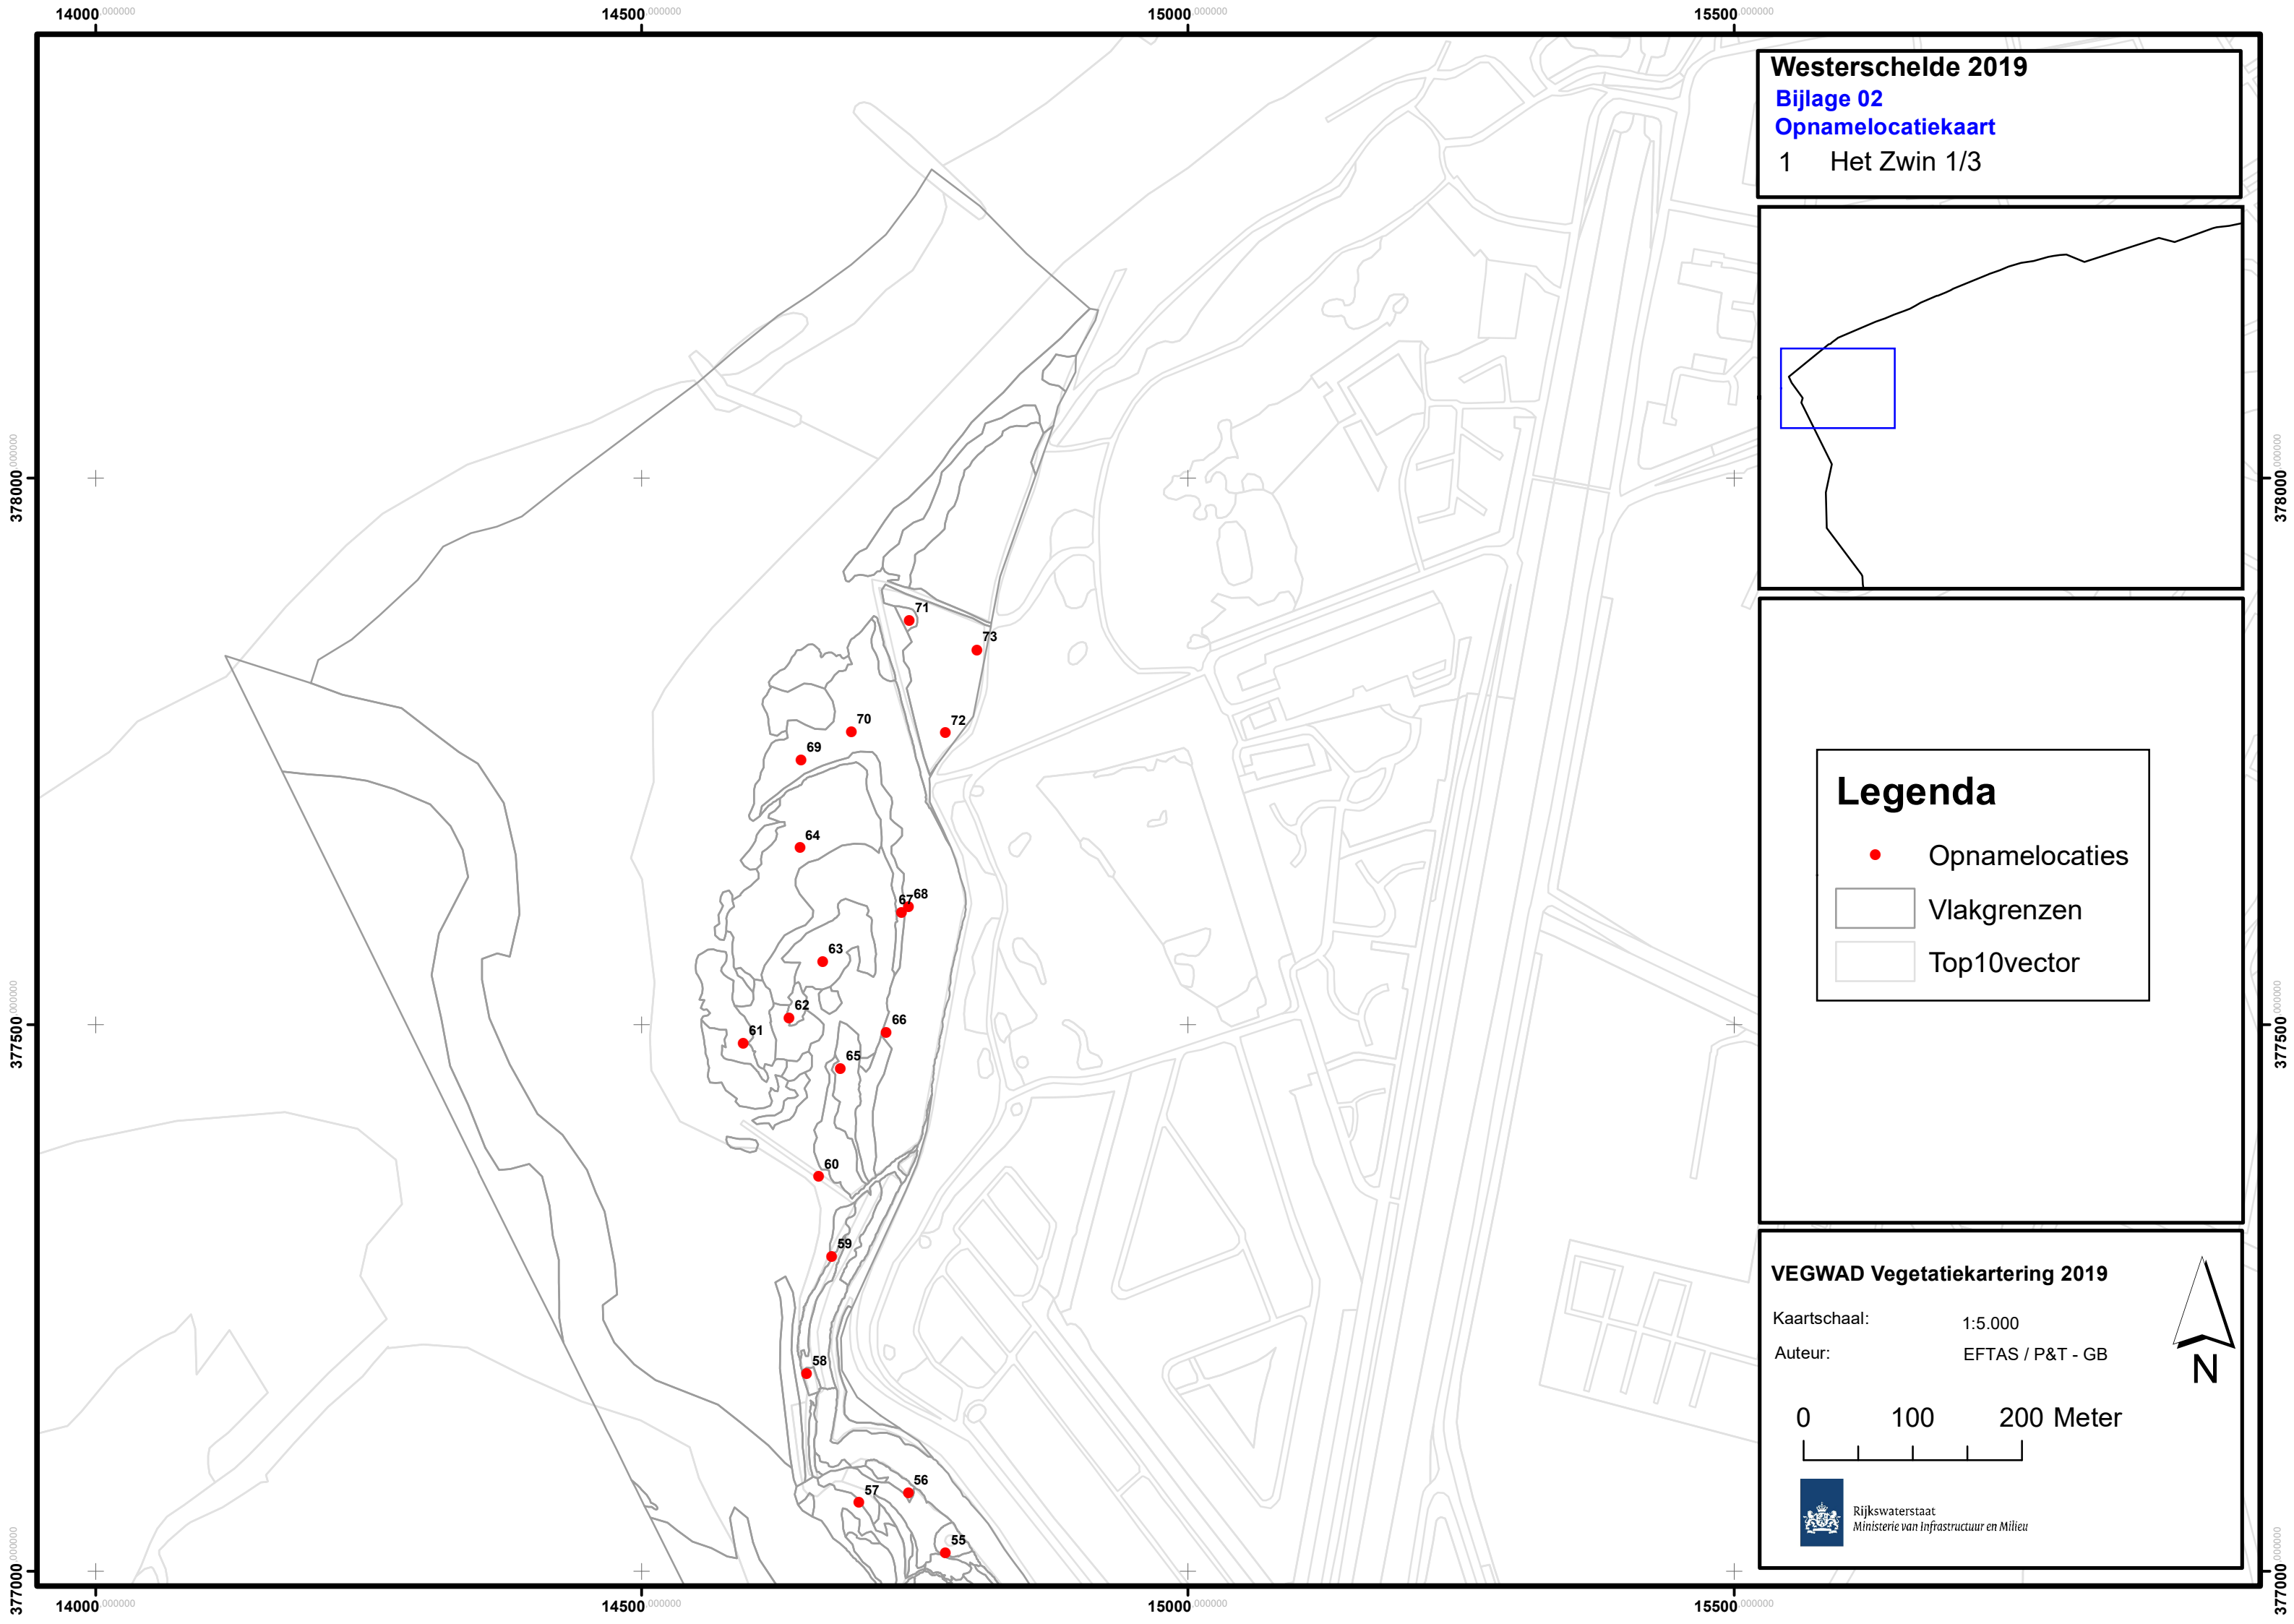 14000,000000 14500,000000 15000,000000 15500,000000
Westerschelde 2019
Bijlage 02
Opnamelocatiekaart
1 Het Zwin 1/3
378000,000000
378000,000000
71
73
70
72
69
64
68
67
63
62
66
61
65
377500,000000
377500,000000
60
59
58
57
56
55
377000,000000
377000,000000
Legenda
Opnamelocaties
Vlakgrenzen
Top10vector
VEGWAD Vegetatiekartering 2019
Kaartschaal: 1:5.000
Auteur: EFTAS / P&T - GB
N
0 100 200 Meter
Rijkswaterstaat
Ministerie van Infrastructuur en Milieu
14000,000000 14500,000000 15000,000000 15500,000000